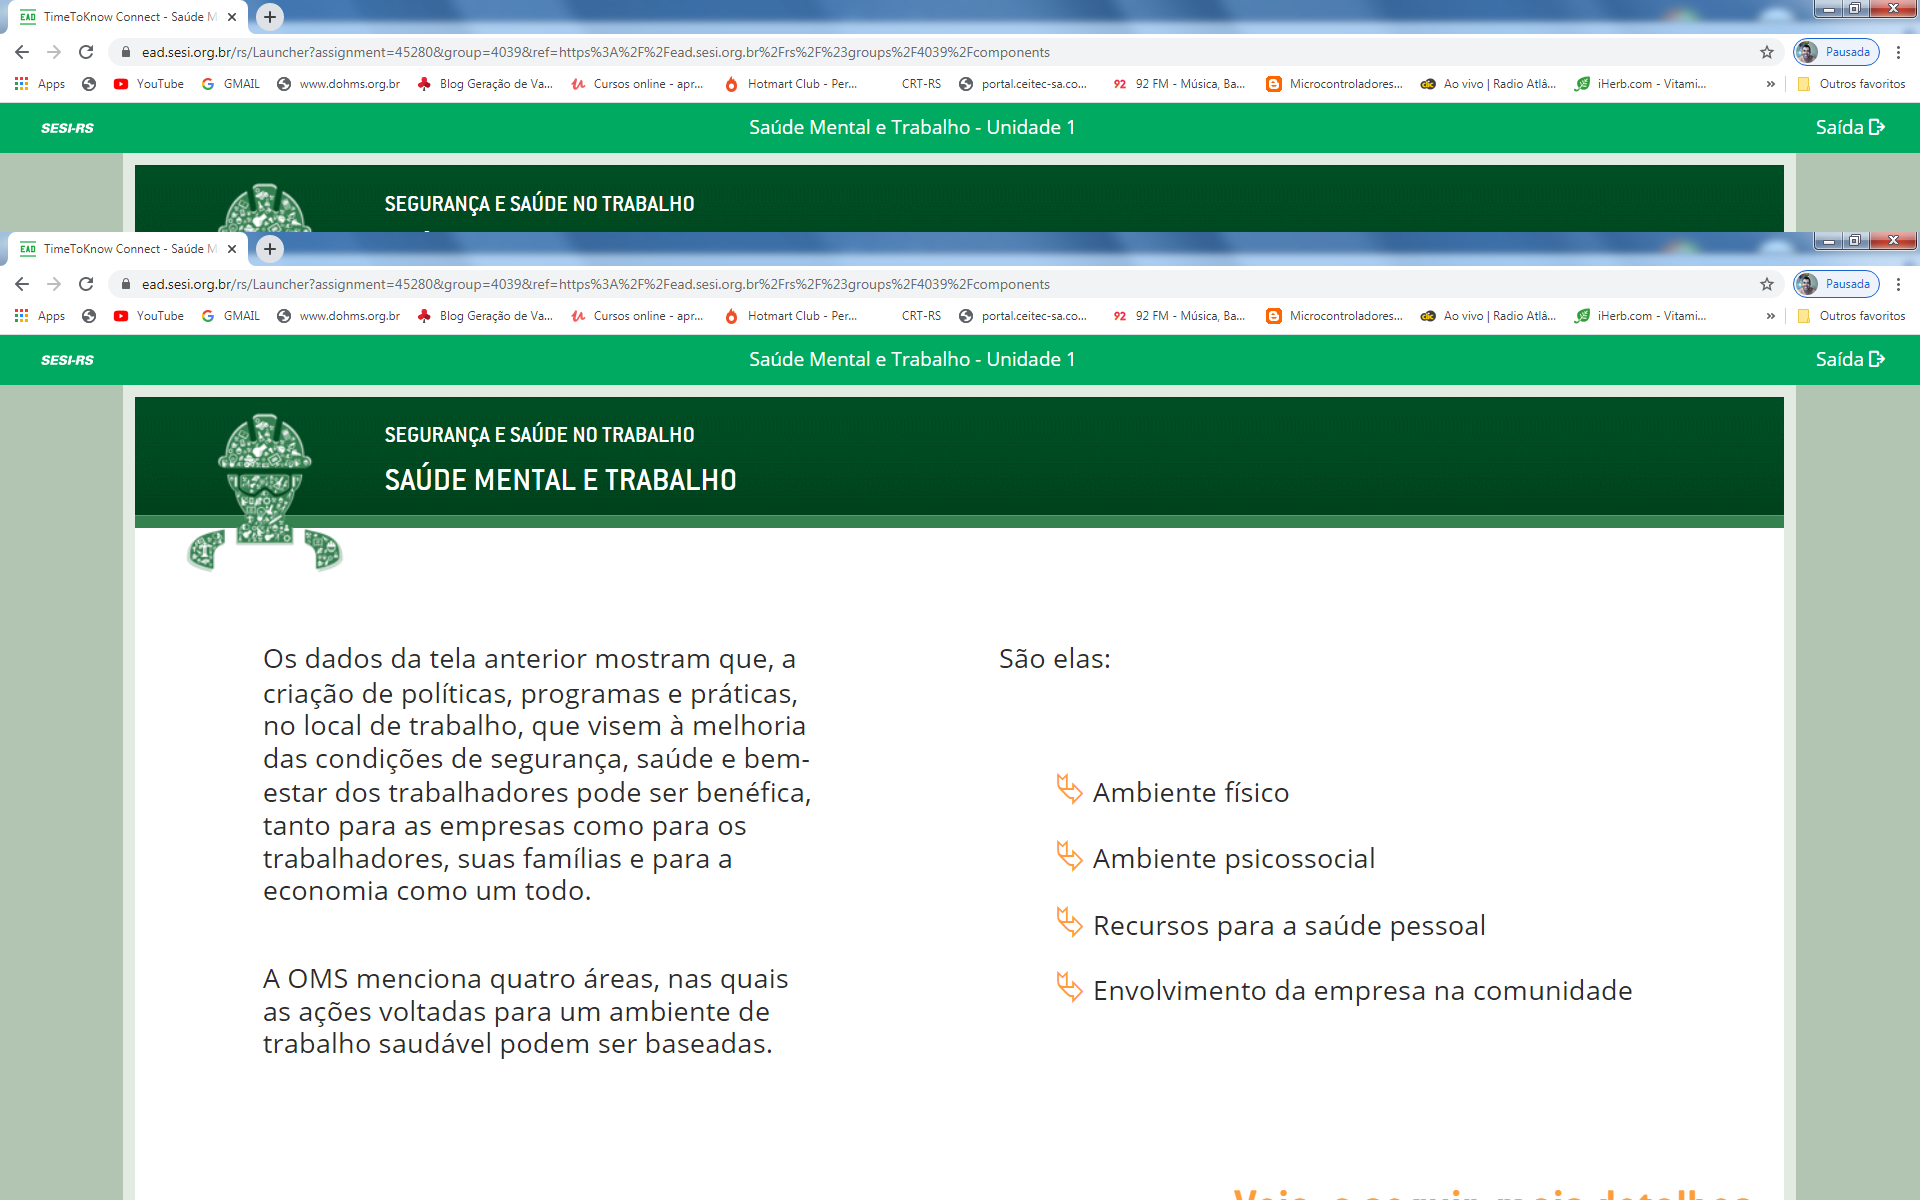 TimeToKnow Connect - Saúde M
ead.sesi.org.br/rs/Launcher?assignment=45280&group=4039&ref=https%3A%2F%2Fead.sesi.org.br%2Frs%2F%23groups%2F4039%2Fcomponents
Pausada
Apps YouTube GMAIL www.dohms.org.br Blog Geração de Va... Cursos online - apr... Hotmart Club - Per... CRT-RS portal.ceitec-sa.co... 92 92 FM - Música, Ba... Microcontroladores... Ao vivo | Radio Atlâ... iHerb.com - Vitami... » Outros favoritos
SESI-RS
Saúde Mental e Trabalho - Unidade 1
Saída
SEGURANÇA E SAÚDE NO TRABALHO
TimeToKnow Connect - Saúde M
ead.sesi.org.br/rs/Launcher?assignment=45280&group=4039&ref=https%3A%2F%2Fead.sesi.org.br%2Frs%2F%23groups%2F4039%2Fcomponents
Pausada
Apps YouTube GMAIL www.dohms.org.br Blog Geração de Va... Cursos online - apr... Hotmart Club - Per... CRT-RS portal.ceitec-sa.co... 92 92 FM - Música, Ba... Microcontroladores... Ao vivo | Radio Atlâ... iHerb.com - Vitami... » Outros favoritos
SESI-RS
Saúde Mental e Trabalho - Unidade 1
Saída
SEGURANÇA E SAÚDE NO TRABALHO
SAÚDE MENTAL E TRABALHO
Os dados da tela anterior mostram que, a
criação de políticas, programas e práticas,
no local de trabalho, que visem à melhoria
das condições de segurança, saúde e bem-
estar dos trabalhadores pode ser benéfica,
tanto para as empresas como para os
trabalhadores, suas famílias e para a
economia como um todo.
A OMS menciona quatro áreas, nas quais
as ações voltadas para um ambiente de
trabalho saudável podem ser baseadas.
São elas:
Ambiente físico
Ambiente psicossocial
Recursos para a saúde pessoal
Envolvimento da empresa na comunidade